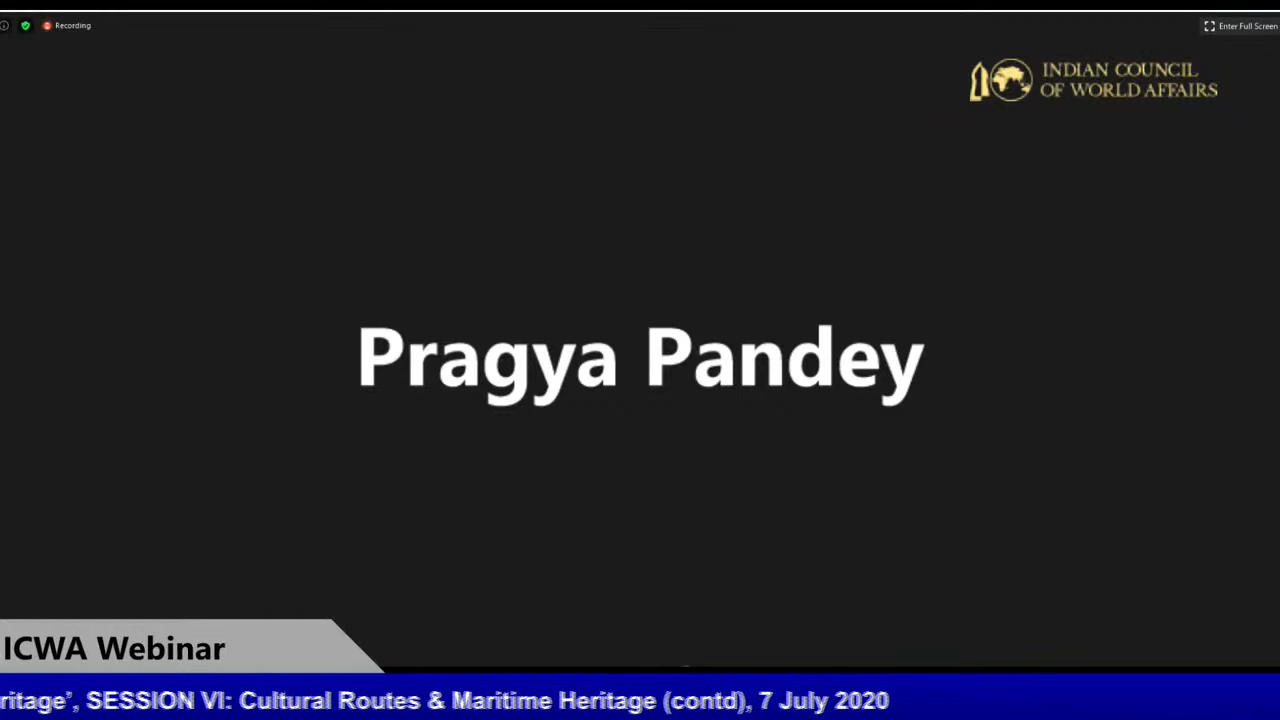 Recording
Enter Full Screen
INDIAN COUNCIL
OF WORLD AFFAIRS
Pragya Pandey
ICWA Webinar
ritage’, SESSION VI: Cultural Routes & Maritime Heritage (contd), 7 July 2020